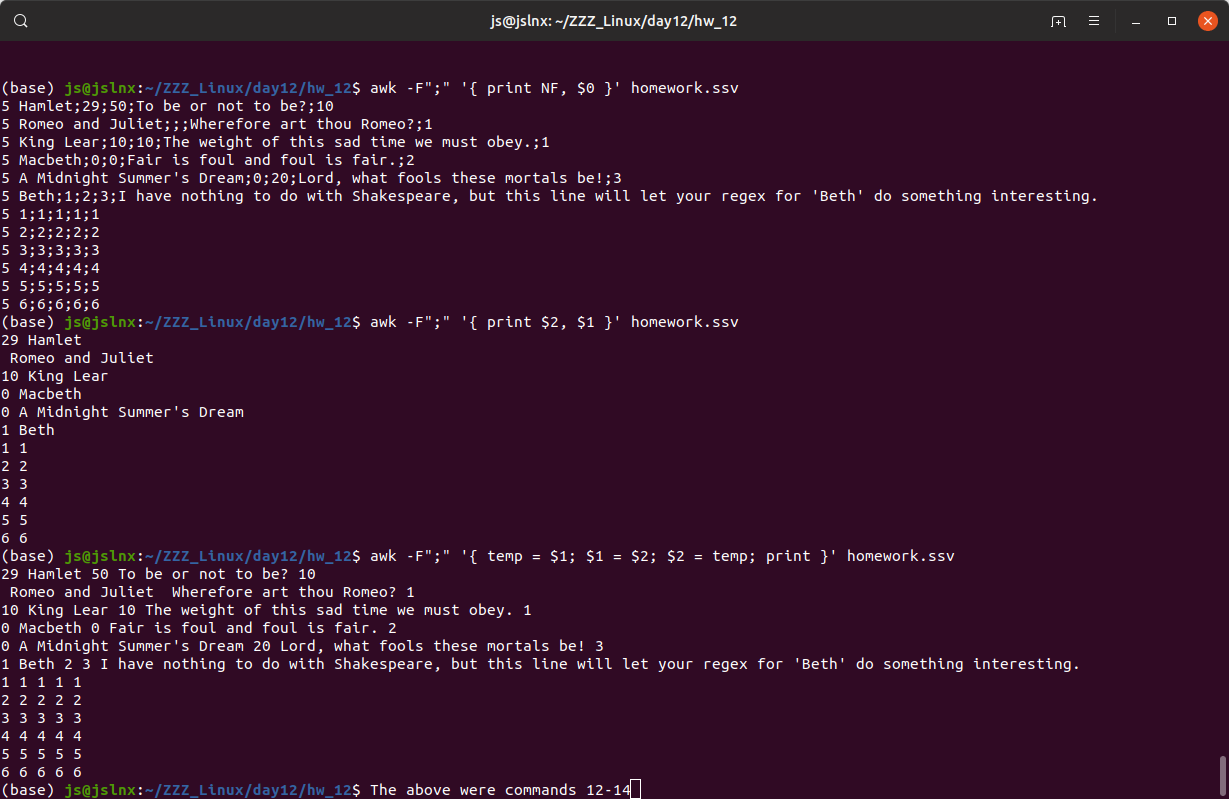 js@jslnx: ~/ZZZ_Linux/day12/hw_12
(base) js@jslnx:~/ZZZ_Linux/day12/hw_12$ awk -F";" '{ print NF, $0 }' homework.ssv
5 Hamlet;29;50;To be or not to be?;10
5 Romeo and Juliet;;;Wherefore art thou Romeo?;1
5 King Lear;10;10;The weight of this sad time we must obey.;1
5 Macbeth;0;0;Fair is foul and foul is fair.;2
5 A Midnight Summer's Dream;0;20;Lord, what fools these mortals be!;3
5 Beth;1;2;3;I have nothing to do with Shakespeare, but this line will let your regex for 'Beth' do something interesting.
5 1;1;1;1;1
5 2;2;2;2;2
5 3;3;3;3;3
5 4;4;4;4;4
5 5;5;5;5;5
5 6;6;6;6;6
(base) js@jslnx:~/ZZZ_Linux/day12/hw_12$ awk -F";" '{ print $2, $1 }' homework.ssv
29 Hamlet
 Romeo and Juliet
10 King Lear
0 Macbeth
0 A Midnight Summer's Dream
1 Beth
1 1
2 2
3 3
4 4
5 5
6 6
(base) js@jslnx:~/ZZZ_Linux/day12/hw_12$ awk -F";" '{ temp = $1; $1 = $2; $2 = temp; print }' homework.ssv
29 Hamlet 50 To be or not to be? 10
 Romeo and Juliet  Wherefore art thou Romeo? 1
10 King Lear 10 The weight of this sad time we must obey. 1
0 Macbeth 0 Fair is foul and foul is fair. 2
0 A Midnight Summer's Dream 20 Lord, what fools these mortals be! 3
1 Beth 2 3 I have nothing to do with Shakespeare, but this line will let your regex for 'Beth' do something interesting.
1 1 1 1 1
2 2 2 2 2
3 3 3 3 3
4 4 4 4 4
5 5 5 5 5
6 6 6 6 6
(base) js@jslnx:~/ZZZ_Linux/day12/hw_12$ The above were commands 12-14